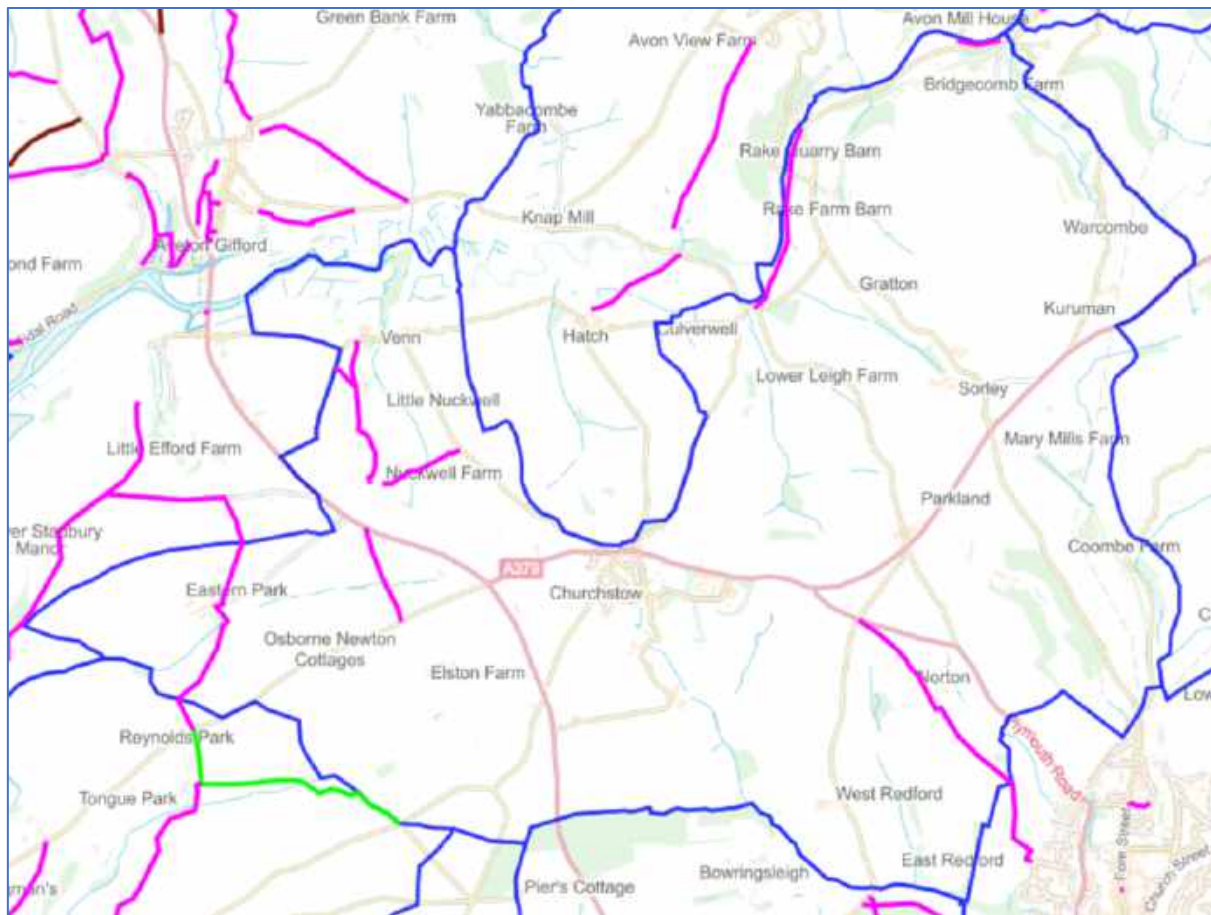 Green Bank Farm
Avon Mill House
Avon View Farm
Bridgecomb Farm
Yabbacombe
Farm
Rake Quarry Barn
Knap Mill
Rake Farm Barn
Warcombe
Aveton Gifford
ond Farm
Gratton
Tidal Road
Kuruman
Venn
Hatch
Culverwell
Lower Leigh Farm
Sorley
Little Nuckwell
Little Efford Farm
Mary Mills Farm
Nuckwell Farm
Parkland
er Stadbury
Manor
Coombe Farm
A379
Eastern Park
Churchstow
Osborne Newton
Cottages
Elston Farm
Norton
Low
Reynolds Park
Plymouth Road
Tongue Park
West Redford
East Redford
Fore Street
Church Street
Bowringsleigh
Pier's Cottage
gman's